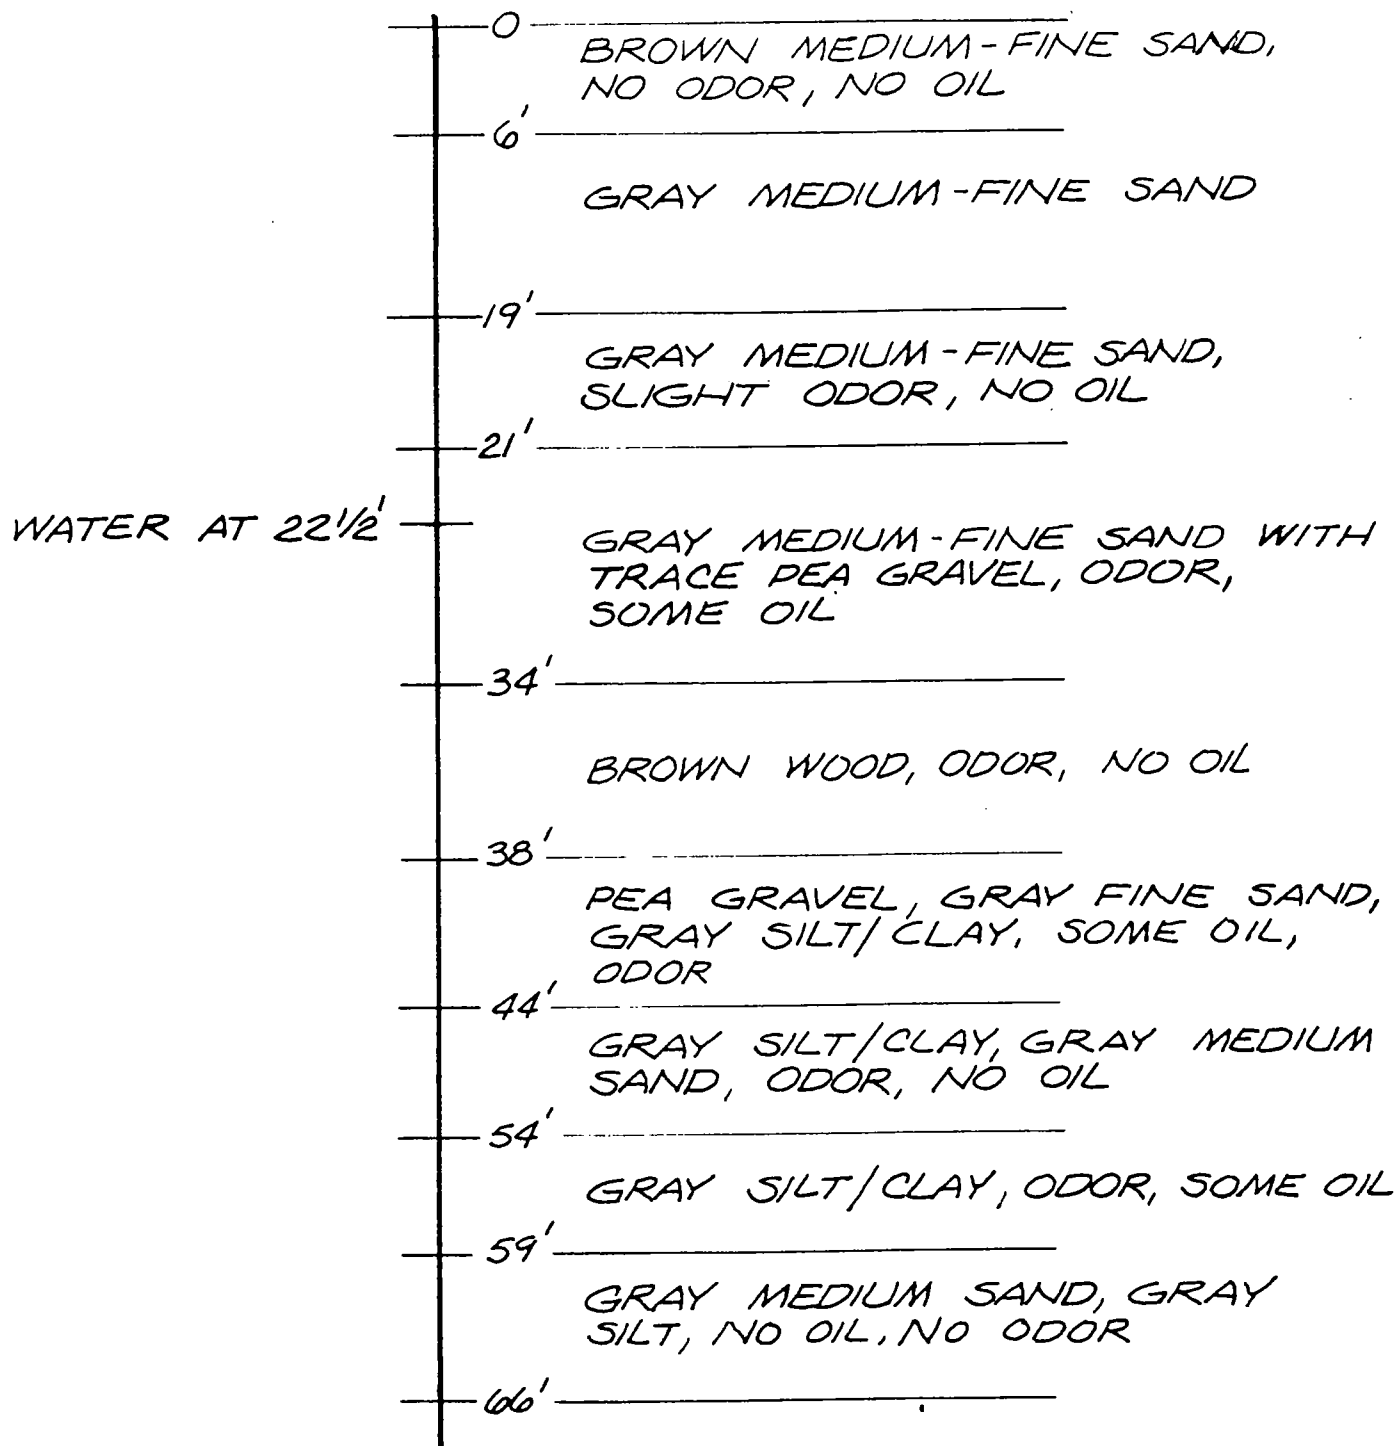 0
BROWN MEDIUM-FINE SAND,
NO ODOR, NO OIL
6'
GRAY MEDIUM-FINE SAND
19'
GRAY MEDIUM-FINE SAND,
SLIGHT ODOR, NO OIL
21'
WATER AT 22 1/2'
GRAY MEDIUM-FINE SAND WITH
TRACE PEA GRAVEL, ODOR,
SOME OIL
34'
BROWN WOOD, ODOR, NO OIL
38'
PEA GRAVEL, GRAY FINE SAND,
GRAY SILT/CLAY, SOME OIL,
ODOR
44'
GRAY SILT/CLAY, GRAY MEDIUM
SAND, ODOR, NO OIL
54'
GRAY SILT/CLAY, ODOR, SOME OIL
59'
GRAY MEDIUM SAND, GRAY
SILT, NO OIL, NO ODOR
66'